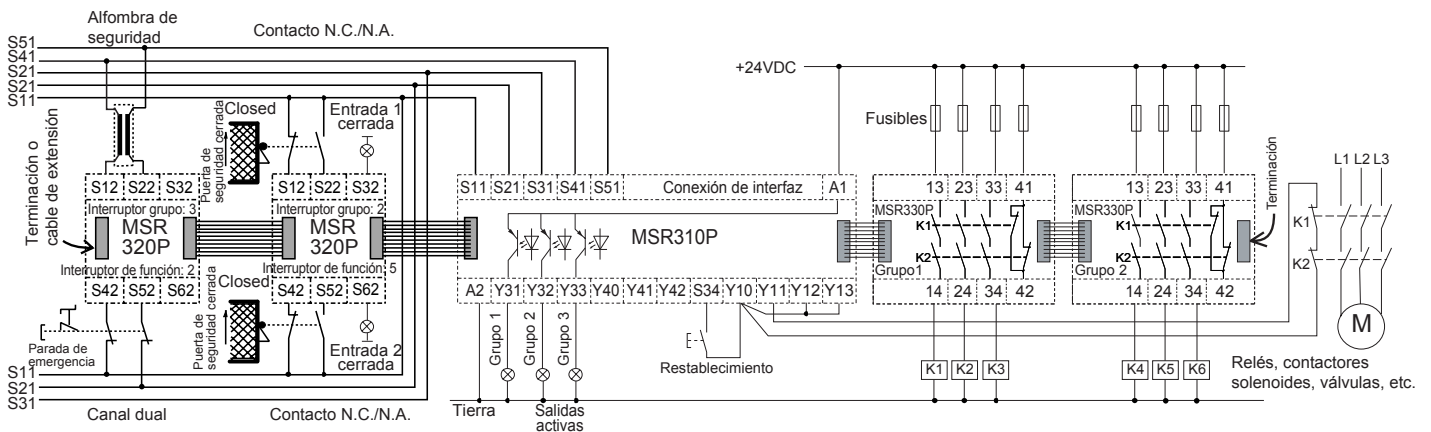 Alfombra de
seguridad
Contacto N.C./N.A.
S51
S41
S21
S21
S11
+24VDC
Fusibles
Closed
Puerta de
seguridad cerrada
Entrada 1
cerrada
Terminación o
cable de extensión
S12 S22 S32
Interruptor grupo: 3
MSR
320P
Interruptor de función: 2
S42 S52 S62
S12 S22 S32
Interruptor grupo: 2
MSR
320P
Interruptor de función: 5
S42 S52 S62
S11 S21 S31 S41 S51 Conexión de interfaz A1
MSR310P
A2 Y31 Y32 Y33 Y40 Y41 Y42 S34 Y10 Y11 Y12 Y13
13 23 33 41
MSR330P
K1
K2
Grupo1
14 24 34 42
13 23 33 41
MSR330P
K1
K2
Grupo 2
14 24 34 42
Terminación
L1 L2 L3
K1
K2
M
Closed
Puerta de
seguridad cerrada
Entrada 2
cerrada
Parada de
emergencia
S11
S21
S31
Canal dual
Contacto N.C./N.A.
Grupo 1
Grupo 2
Grupo 3
Tierra
Salidas
activas
Restablecimiento
K1 K2 K3
K4 K5 K6
Relés, contactores
solenoides, válvulas, etc.